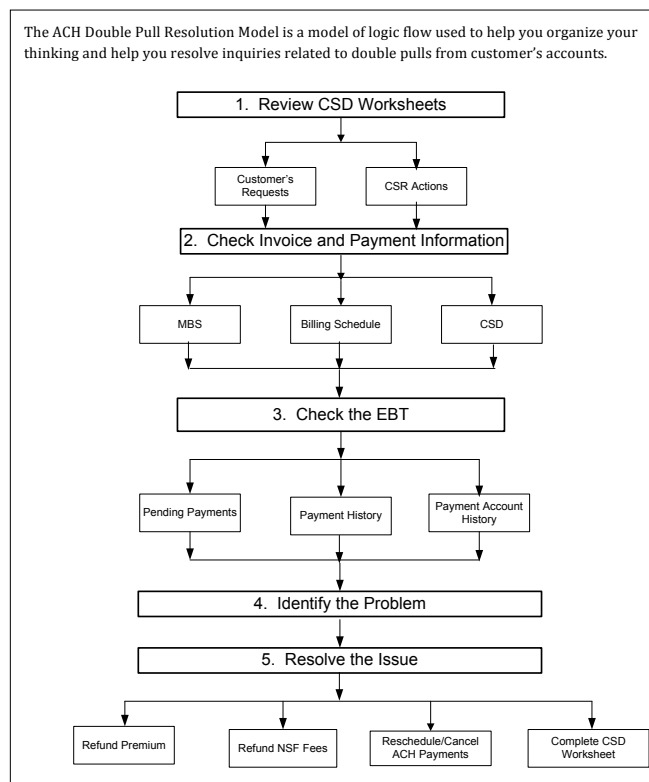 The ACH Double Pull Resolution Model is a model of logic flow used to help you organize your
thinking and help you resolve inquiries related to double pulls from customer's accounts.
1. Review CSD Worksheets
Customer's
Requests
CSR Actions
2. Check Invoice and Payment Information
MBS
Billing Schedule
CSD
3. Check the EBT
Pending Payments
Payment History
Payment Account
History
4. Identify the Problem
5. Resolve the Issue
Refund Premium
Refund NSF Fees
Reschedule/Cancel
ACH Payments
Complete CSD
Worksheet